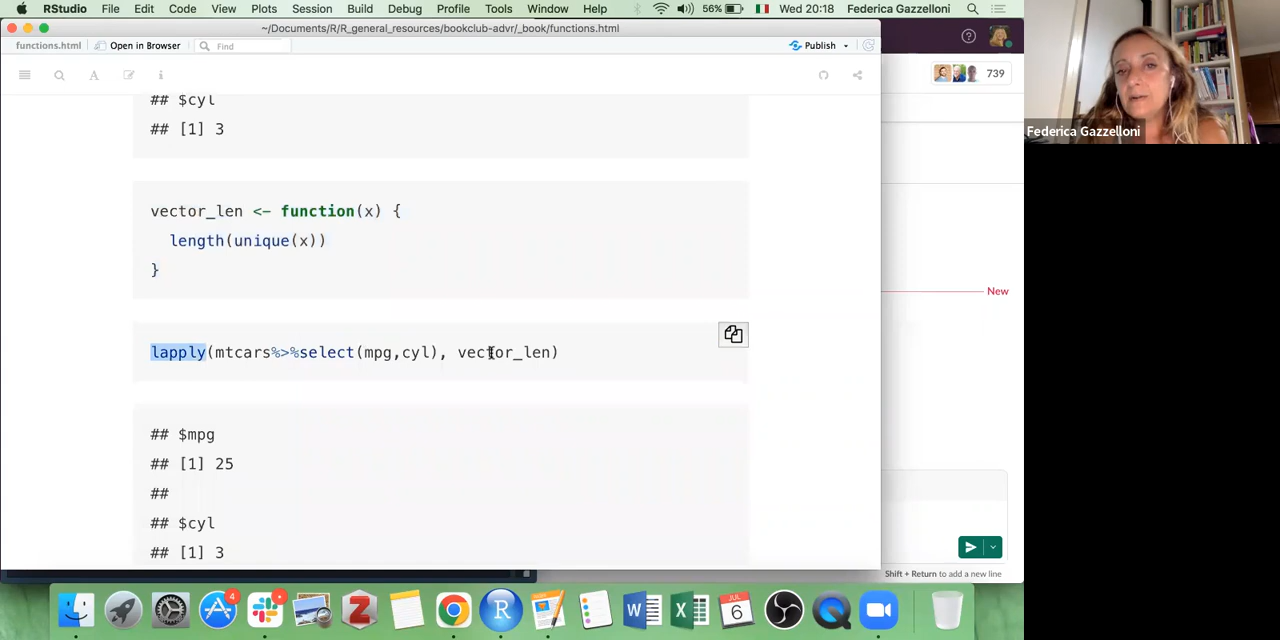 RStudio File Edit Code View Plots Session Build Debug Profile Tools Window Help 56% Wed 20:18 Federica Gazzelloni
~/Documents/R/R_general_resources/bookclub-advr/_book/functions.html
functions.html Open in Browser Find Publish
739
## $cyl
## [1] 3
vector_len <- function(x) {
length(unique(x))
}
New
lapply(mtcars%>%select(mpg,cyl), vector_len)
## $mpg
## [1] 25
##
## $cyl
## [1] 3
Shift + Return to add a new line
4
JUL
6
Federica Gazzelloni